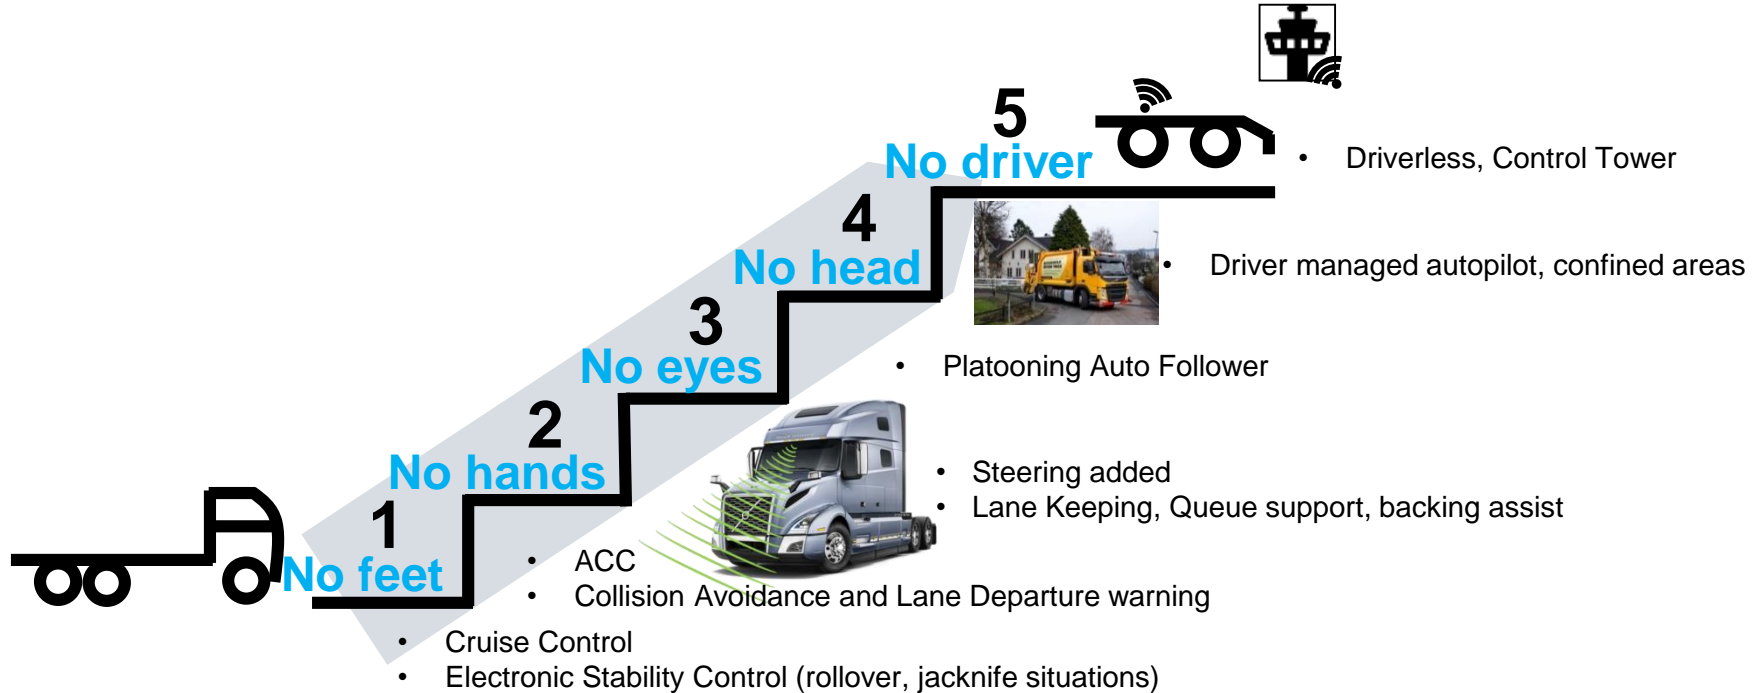 5
No driver
• Driverless, Control Tower
4
No head
• Driver managed autopilot, confined areas
3
No eyes
• Platooning Auto Follower
2
No hands
• Steering added
• Lane Keeping, Queue support, backing assist
1
No feet
• ACC
• Collision Avoidance and Lane Departure warning
• Cruise Control
• Electronic Stability Control (rollover, jacknife situations)